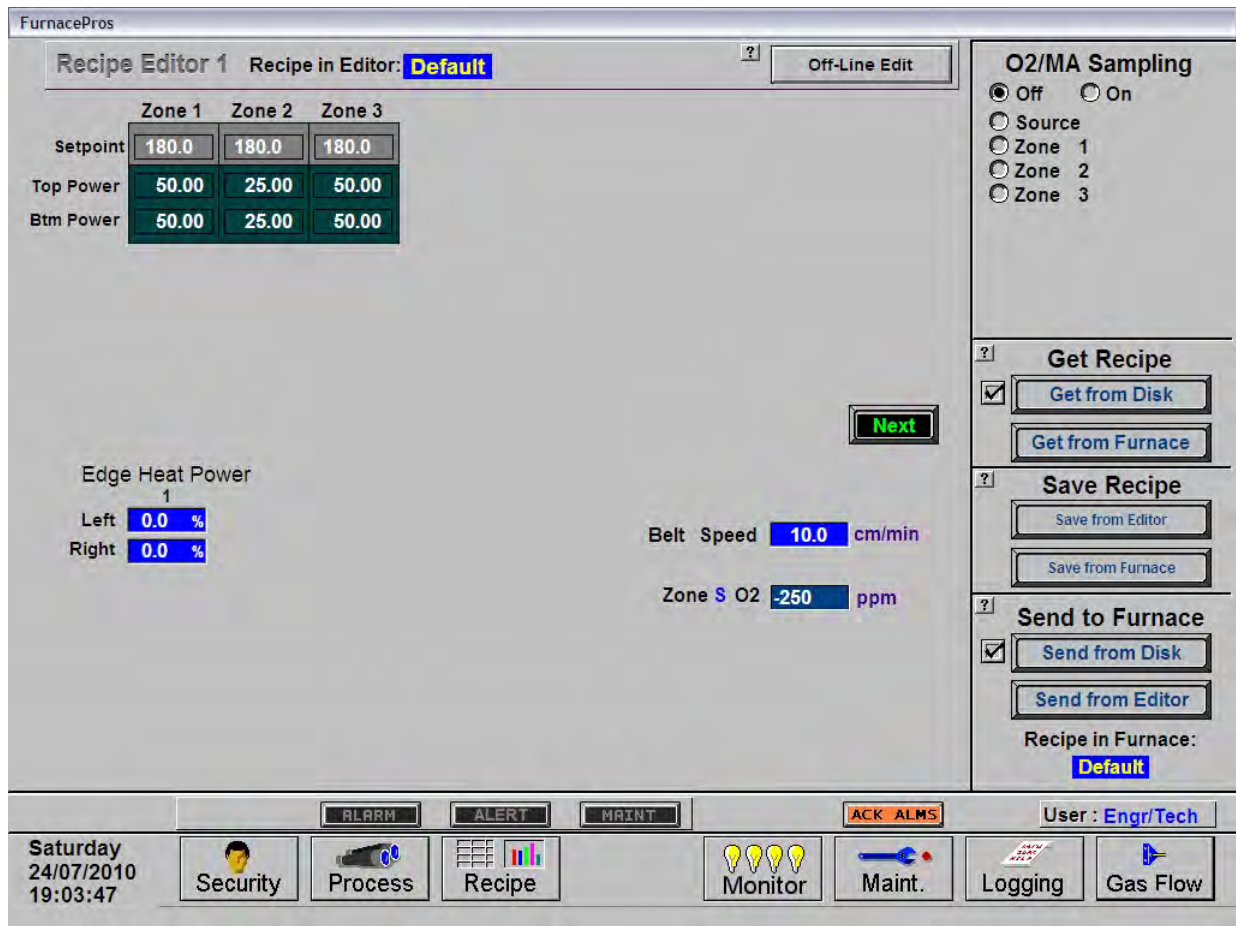 FurnacePros
Recipe Editor 1 Recipe in Editor: Default ? Off-Line Edit
Zone 1 Zone 2 Zone 3
Setpoint 180.0 180.0 180.0
Top Power 50.00 25.00 50.00
Btm Power 50.00 25.00 50.00
Edge Heat Power
1
Left 0.0 %
Right 0.0 %
Next
Belt Speed 10.0 cm/min
Zone S O2 -250 ppm
O2/MA Sampling
Off On
Source
Zone 1
Zone 2
Zone 3
? Get Recipe
Get from Disk
Get from Furnace
? Save Recipe
Save from Editor
Save from Furnace
? Send to Furnace
Send from Disk
Send from Editor
Recipe in Furnace:
Default
ALARM ALERT MAINT ACK ALMS User : Engr/Tech
Saturday
24/07/2010
19:03:47
Security Process Recipe Monitor Maint. Logging Gas Flow